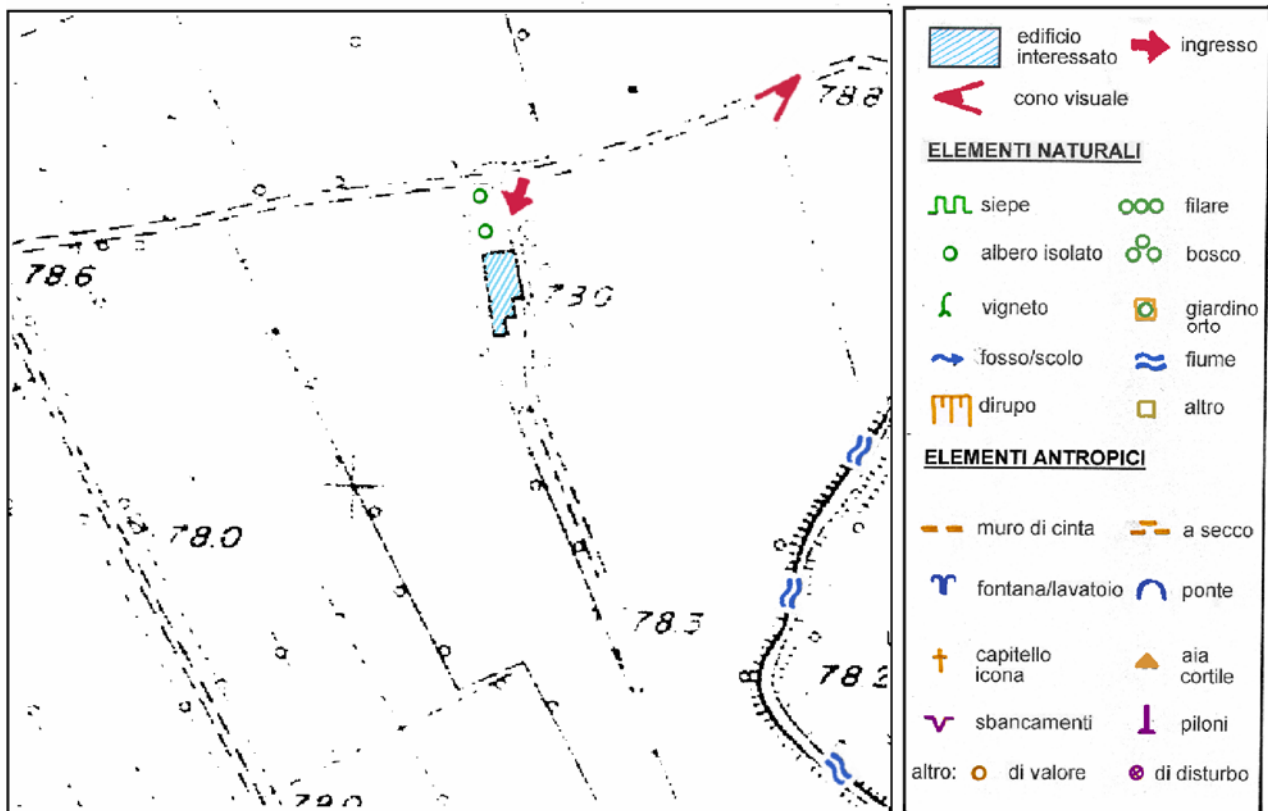 78.8
78.6
78.0
78.3
78.2
edificio
interessato
ingresso
cono visuale
ELEMENTI NATURALI
siepe
filare
albero isolato
bosco
vigneto
giardino
orto
fosso/scolo
fiume
dirupo
altro
ELEMENTI ANTROPICI
muro di cinta
a secco
fontana/lavatoio
ponte
capitello
icona
aia
cortile
sbancamenti
piloni
altro: di valore
di disturbo